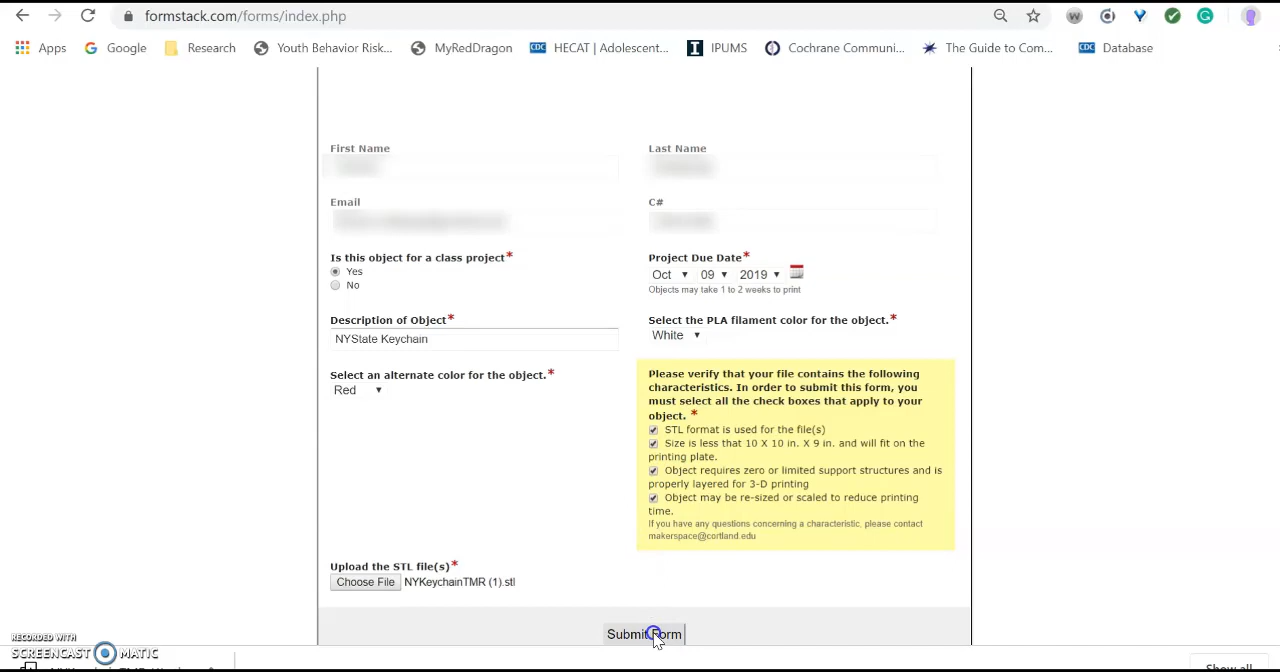 formstack.com/forms/index.php
Apps Google Research Youth Behavior Risk... MyRedDragon HECAT | Adolescent... IPUMS Cochrane Communi... The Guide to Com... Database
First Name Last Name
Email C#
Is this object for a class project* Project Due Date*
Yes Oct 09 2019
No Objects may take 1 to 2 weeks to print
Description of Object* Select the PLA filament color for the object.*
NYState Keychain White
Select an alternate color for the object.*
Red
Please verify that your file contains the following
characteristics. In order to submit this form, you
must select all the check boxes that apply to your
object. *
STL format is used for the file(s)
Size is less that 10 X 10 in. X 9 in. and will fit on the
printing plate.
Object requires zero or limited support structures and is
properly layered for 3-D printing
Object may be re-sized or scaled to reduce printing
time.
If you have any questions concerning a characteristic, please contact
makerspace@cortland.edu
Upload the STL file(s)*
Choose File NYKeychainTMR (1).stl
Submit Form
RECORDED WITH
SCREENCAST MATIC
Show all